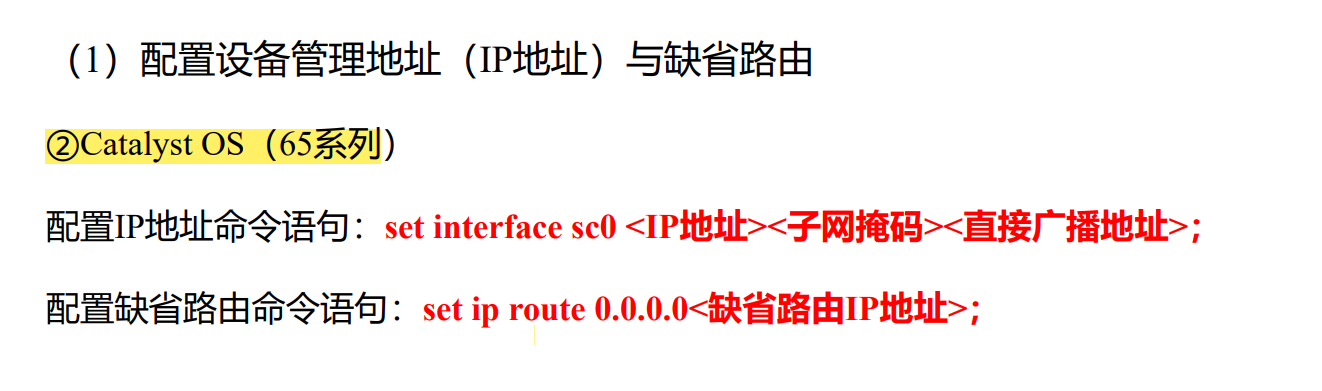 （1）配置设备管理地址（IP地址）与缺省路由
②Catalyst OS（65系列）
配置IP地址命令语句：set interface sc0 <IP地址><子网掩码><直接广播地址>；
配置缺省路由命令语句：set ip route 0.0.0.0<缺省路由IP地址>；